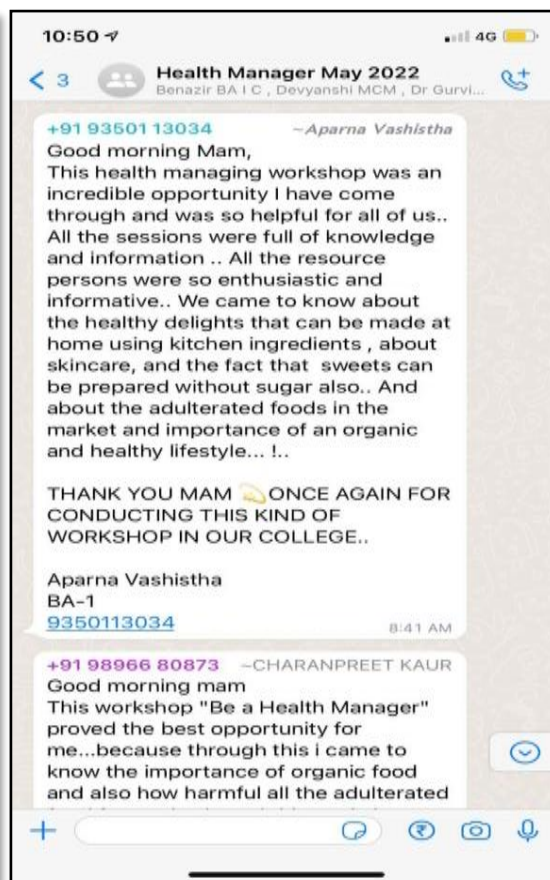 10:50
4G
3
Health Manager May 2022
Benazir BA I C , Devyanshi MCM , Dr Gurvi...
+91 93501 13034 ~Aparna Vashistha
Good morning Mam,
This health managing workshop was an
incredible opportunity I have come
through and was so helpful for all of us..
All the sessions were full of knowledge
and information .. All the resource
persons were so enthusiastic and
informative.. We came to know about
the healthy delights that can be made at
home using kitchen ingredients , about
skincare, and the fact that sweets can
be prepared without sugar also.. And
about the adulterated foods in the
market and importance of an organic
and healthy lifestyle... !..
THANK YOU MAM 💫ONCE AGAIN FOR
CONDUCTING THIS KIND OF
WORKSHOP IN OUR COLLEGE..
Aparna Vashistha
BA-1
9350113034
8:41 AM
+91 98966 80873 ~CHARANPREET KAUR
Good morning mam
This workshop "Be a Health Manager"
proved the best opportunity for
me...because through this i came to
know the importance of organic food
and also how harmful all the adulterated